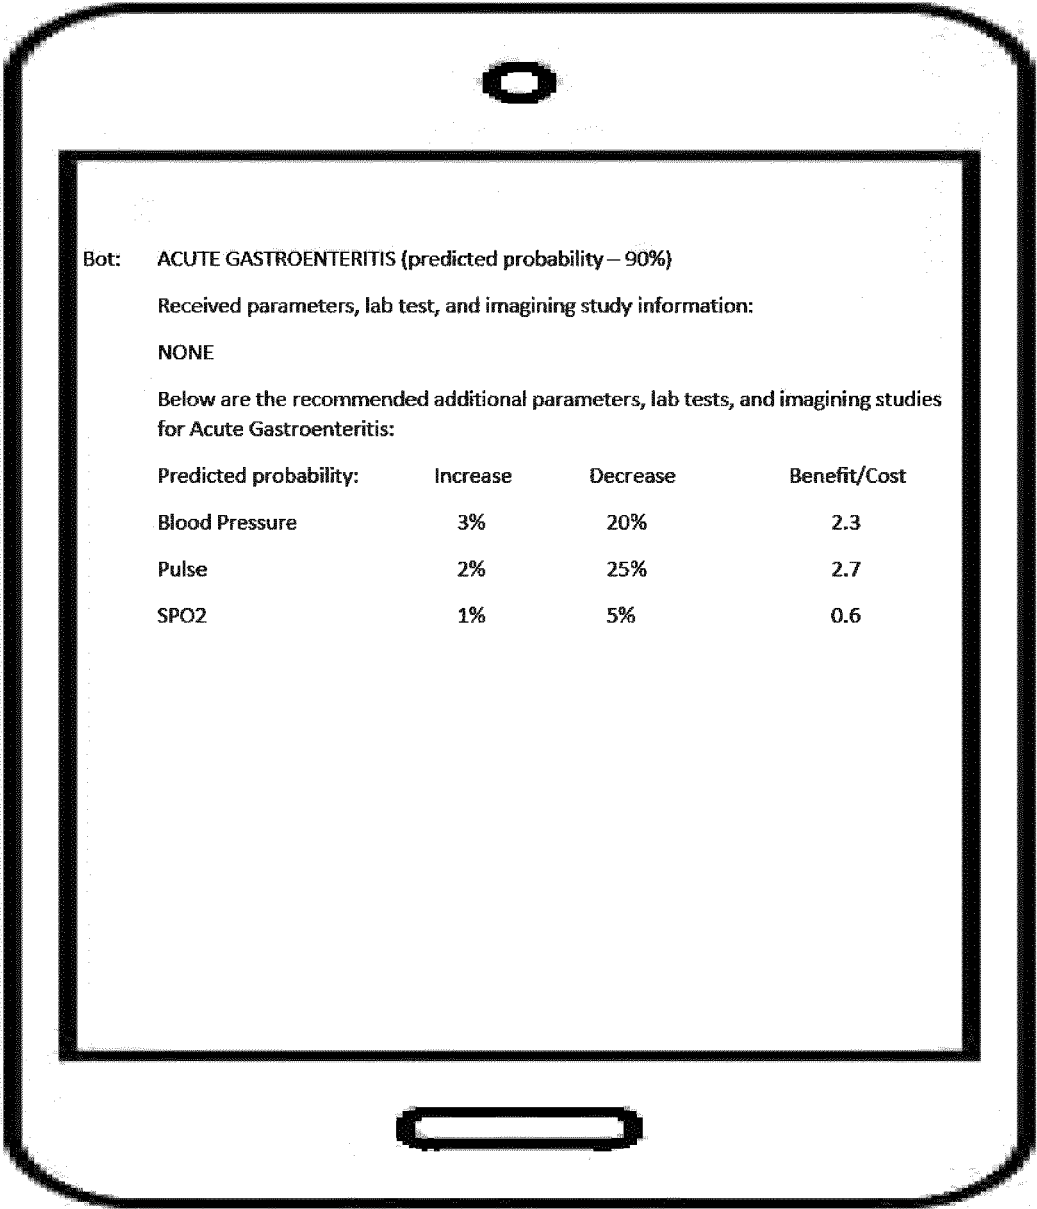 Bot: ACUTE GASTROENTERITIS (predicted probability – 90%)
Received parameters, lab test, and imagining study information:
NONE
Below are the recommended additional parameters, lab tests, and imagining studies
for Acute Gastroenteritis:
Predicted probability: Increase Decrease Benefit/Cost
Blood Pressure 3% 20% 2.3
Pulse 2% 25% 2.7
SPO2 1% 5% 0.6